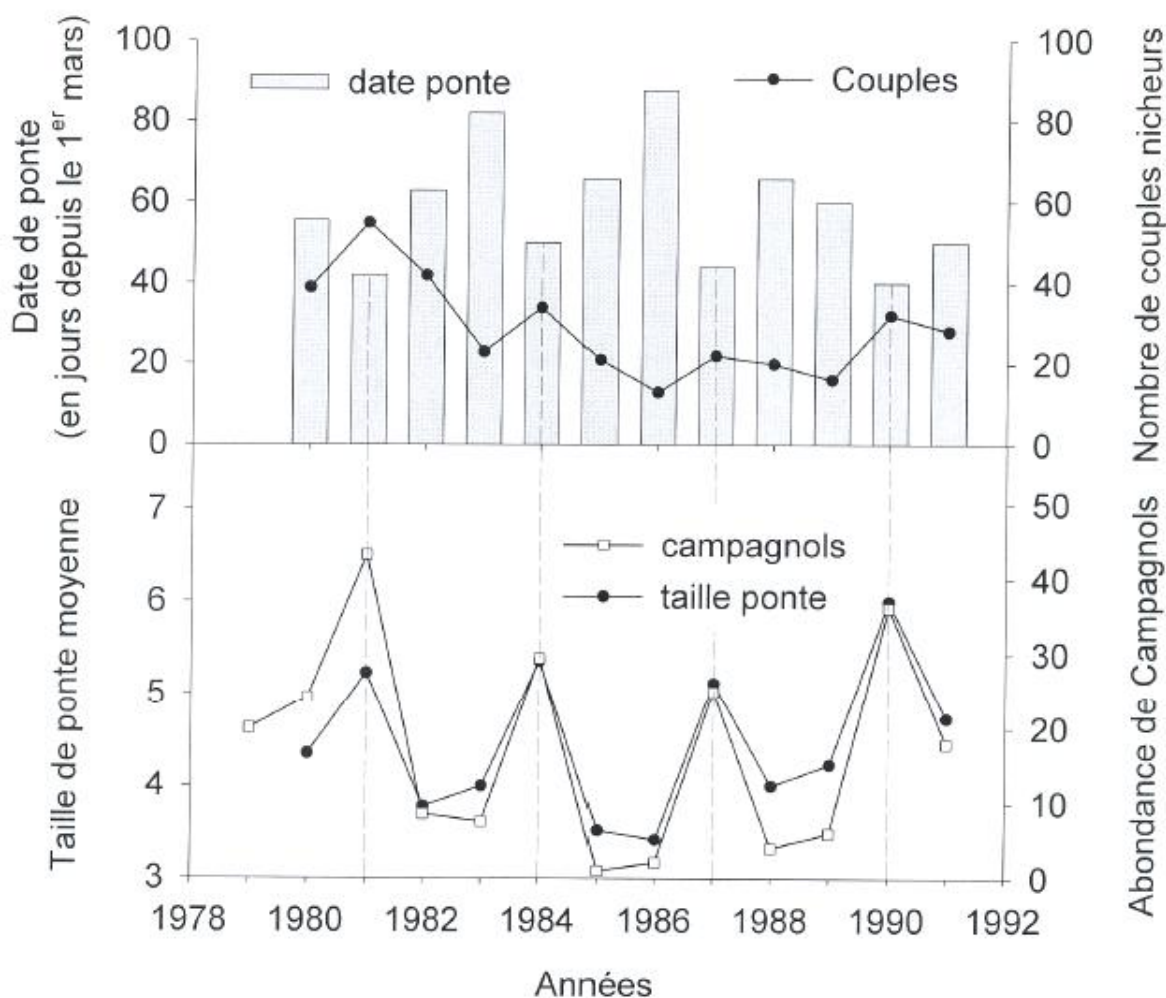 Date de ponte
(en jours depuis le 1er mars)
100
80
60
40
20
0
date ponte
Couples
100
80
60
40
20
0
Nombre de couples nicheurs
Taille de ponte moyenne
7
6
5
4
3
campagnols
taille ponte
50
40
30
20
10
0
Abondance de Campagnols
1978 1980 1982 1984 1986 1988 1990 1992
Années